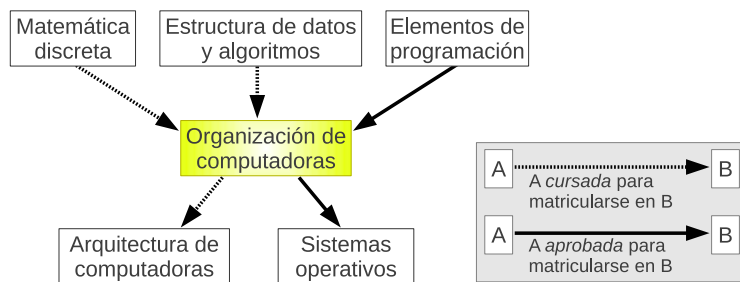 Matemática
discreta
Estructura de datos
y algoritmos
Elementos de
programación
Organización de
computadoras
Arquitectura de
computadoras
Sistemas
operativos
A
B
A cursada para
matricularse en B
A
B
A aprobada para
matricularse en B